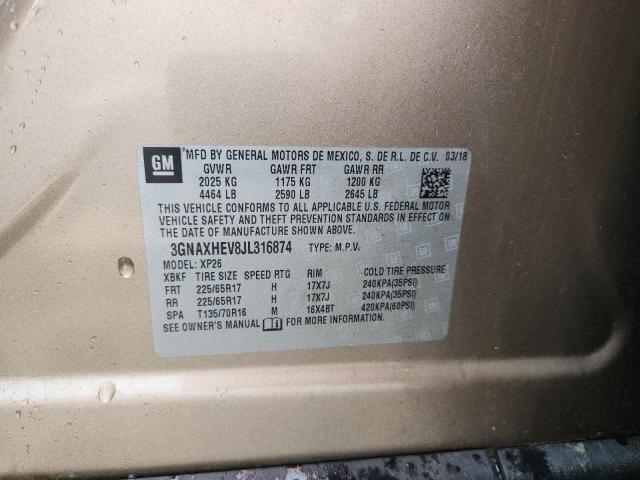 GM MFD BY GENERAL MOTORS DE MEXICO, S. DE R.L. DE C.V. 03/18
GVWR GAWR FRT GAWR RR
2025 KG 1175 KG 1200 KG
4464 LB 2590 LB 2645 LB
THIS VEHICLE CONFORMS TO ALL APPLICABLE U.S. FEDERAL MOTOR
VEHICLE SAFETY AND THEFT PREVENTION STANDARDS IN EFFECT ON
THE DATE OF MANUFACTURE SHOWN ABOVE.
3GNAXHEV8JL316874 TYPE: M.P.V.
MODEL: XP26
XBKF TIRE SIZE SPEED RTG RIM COLD TIRE PRESSURE
FRT 225/65R17 H 17X7J 240KPA(35PSI)
RR 225/65R17 H 17X7J 240KPA(35PSI)
SPA T135/70R16 M 16X4BT 420KPA(60PSI)
SEE OWNER'S MANUAL FOR MORE INFORMATION.